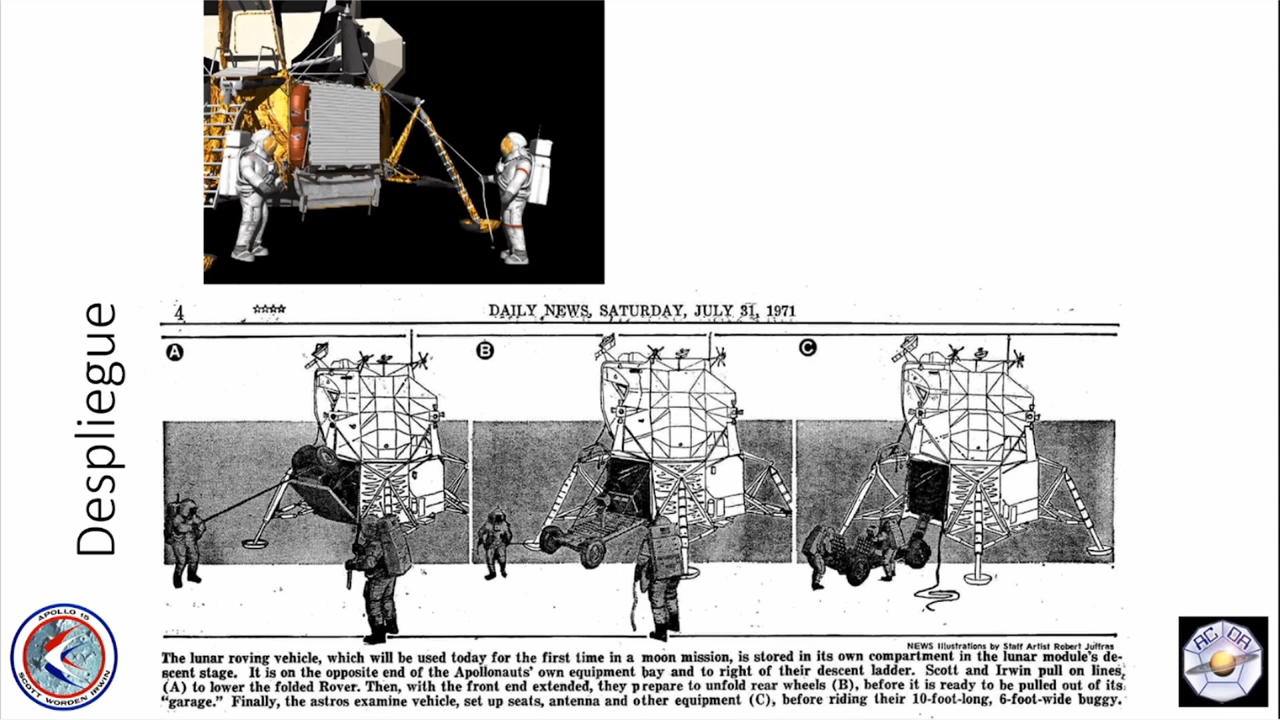 Despliegue
4 ☆☆☆☆ DAILY NEWS, SATURDAY, JULY 31, 1971
A B C
NEWS Illustrations by Staff Artist Robert Juffras
The lunar roving vehicle, which will be used today for the first time in a moon mission, is stored in its own compartment in the lunar module's de-
scent stage. It is on the opposite end of the Apollonauts' own equipment bay and to right of their descent ladder. Scott and Irwin pull on lines
(A) to lower the folded Rover. Then, with the front end extended, they prepare to unfold rear wheels (B), before it is ready to be pulled out of its
"garage." Finally, the astros examine vehicle, set up seats, antenna and other equipment (C), before riding their 10-foot-long, 6-foot-wide buggy.
APOLLO 15
SCOTT WORDEN IRWIN
AC DA